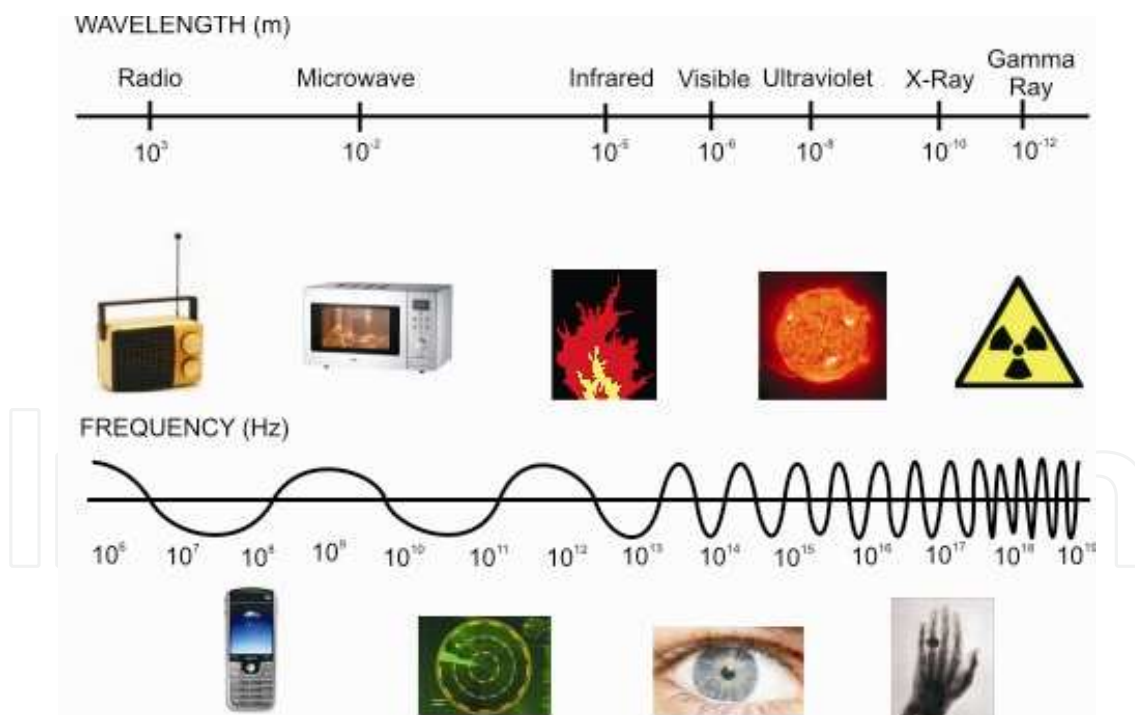 WAVELENGTH (m)
Radio Microwave Infrared Visible Ultraviolet X-Ray Gamma Ray
10³ 10⁻² 10⁻⁵ 10⁻⁶ 10⁻⁸ 10⁻¹⁰ 10⁻¹²
FREQUENCY (Hz)
10⁶ 10⁷ 10⁸ 10⁹ 10¹⁰ 10¹¹ 10¹² 10¹³ 10¹⁴ 10¹⁵ 10¹⁶ 10¹⁷ 10¹⁸ 10¹⁹